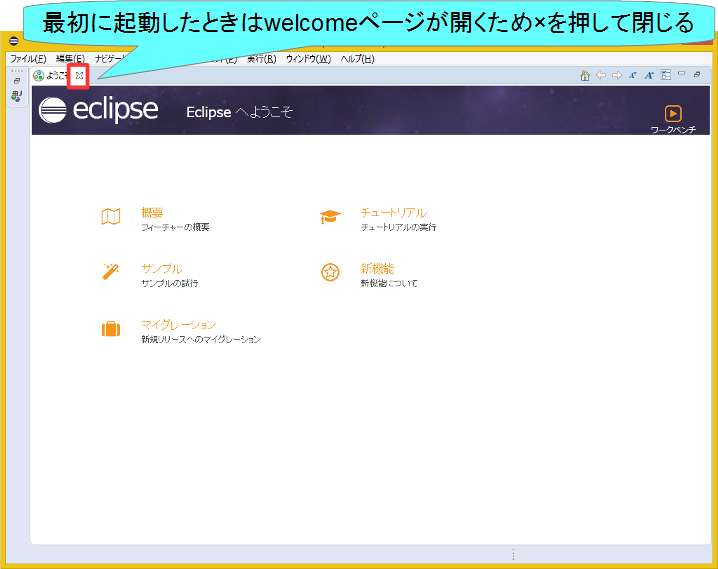 最初に起動したときはwelcomeページが開くため×を押して閉じる
ファイル(F) 編集(E) ナビゲー 実行(R) ウィンドウ(W) ヘルプ(H)
ようこそ
eclipse Eclipse へようこそ
ワークベンチ
概要
フィーチャーの概要
チュートリアル
チュートリアルの実行
サンプル
サンプルの試行
新機能
新機能について
マイグレーション
新規リリースへのマイグレーション